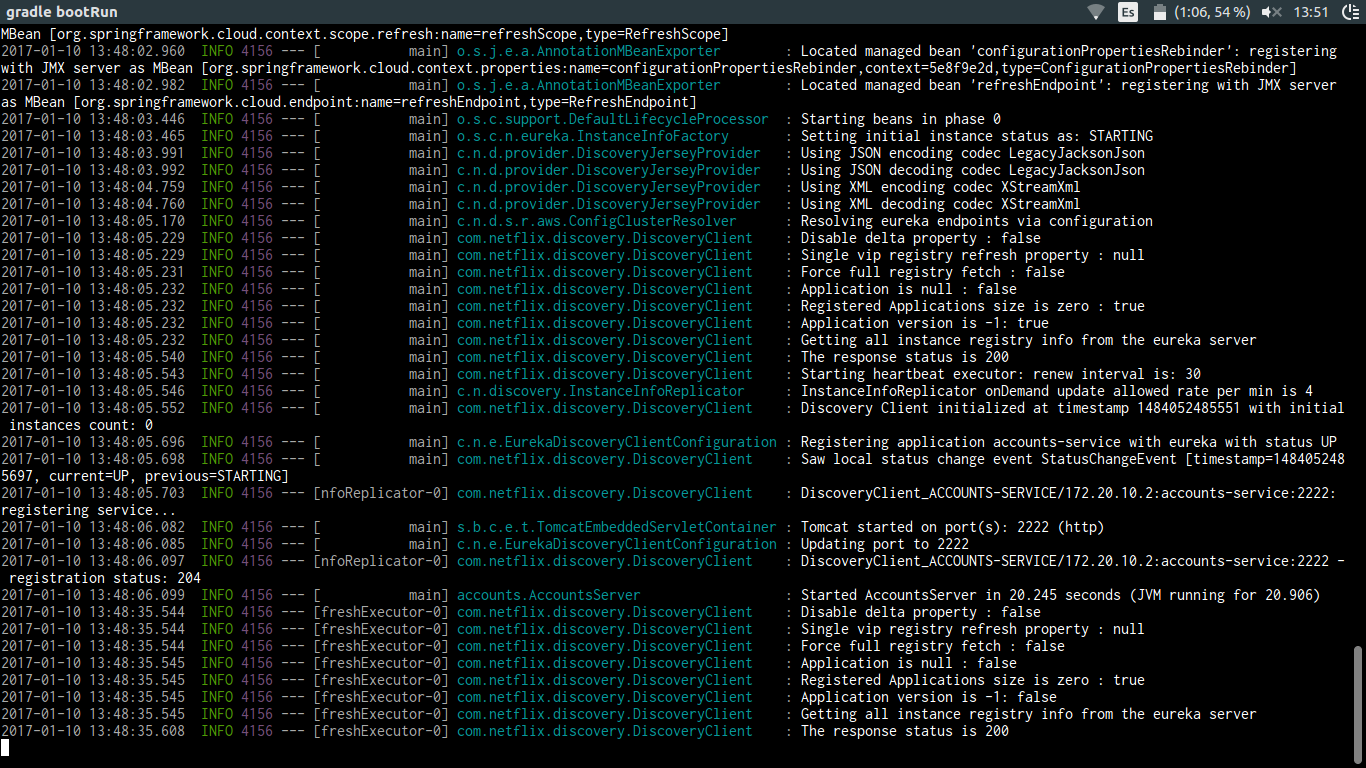 gradle bootRun Es (1:06, 54 %) 13:51
MBean [org.springframework.cloud.context.scope.refresh:name=refreshScope,type=RefreshScope]
2017-01-10 13:48:02.960  INFO 4156 --- [           main] o.s.j.e.a.AnnotationMBeanExporter        : Located managed bean 'configurationPropertiesRebinder': registering
with JMX server as MBean [org.springframework.cloud.context.properties:name=configurationPropertiesRebinder,context=5e8f9e2d,type=ConfigurationPropertiesRebinder]
2017-01-10 13:48:02.982  INFO 4156 --- [           main] o.s.j.e.a.AnnotationMBeanExporter        : Located managed bean 'refreshEndpoint': registering with JMX server
as MBean [org.springframework.cloud.endpoint:name=refreshEndpoint,type=RefreshEndpoint]
2017-01-10 13:48:03.446  INFO 4156 --- [           main] o.s.c.support.DefaultLifecycleProcessor  : Starting beans in phase 0
2017-01-10 13:48:03.465  INFO 4156 --- [           main] o.s.c.n.eureka.InstanceInfoFactory       : Setting initial instance status as: STARTING
2017-01-10 13:48:03.991  INFO 4156 --- [           main] c.n.d.provider.DiscoveryJerseyProvider   : Using JSON encoding codec LegacyJacksonJson
2017-01-10 13:48:03.992  INFO 4156 --- [           main] c.n.d.provider.DiscoveryJerseyProvider   : Using JSON decoding codec LegacyJacksonJson
2017-01-10 13:48:04.759  INFO 4156 --- [           main] c.n.d.provider.DiscoveryJerseyProvider   : Using XML encoding codec XStreamXml
2017-01-10 13:48:04.760  INFO 4156 --- [           main] c.n.d.provider.DiscoveryJerseyProvider   : Using XML decoding codec XStreamXml
2017-01-10 13:48:05.170  INFO 4156 --- [           main] c.n.d.s.r.aws.ConfigClusterResolver      : Resolving eureka endpoints via configuration
2017-01-10 13:48:05.229  INFO 4156 --- [           main] com.netflix.discovery.DiscoveryClient    : Disable delta property : false
2017-01-10 13:48:05.229  INFO 4156 --- [           main] com.netflix.discovery.DiscoveryClient    : Single vip registry refresh property : null
2017-01-10 13:48:05.231  INFO 4156 --- [           main] com.netflix.discovery.DiscoveryClient    : Force full registry fetch : false
2017-01-10 13:48:05.232  INFO 4156 --- [           main] com.netflix.discovery.DiscoveryClient    : Application is null : false
2017-01-10 13:48:05.232  INFO 4156 --- [           main] com.netflix.discovery.DiscoveryClient    : Registered Applications size is zero : true
2017-01-10 13:48:05.232  INFO 4156 --- [           main] com.netflix.discovery.DiscoveryClient    : Application version is -1: true
2017-01-10 13:48:05.232  INFO 4156 --- [           main] com.netflix.discovery.DiscoveryClient    : Getting all instance registry info from the eureka server
2017-01-10 13:48:05.540  INFO 4156 --- [           main] com.netflix.discovery.DiscoveryClient    : The response status is 200
2017-01-10 13:48:05.543  INFO 4156 --- [           main] com.netflix.discovery.DiscoveryClient    : Starting heartbeat executor: renew interval is: 30
2017-01-10 13:48:05.546  INFO 4156 --- [           main] c.n.discovery.InstanceInfoReplicator     : InstanceInfoReplicator onDemand update allowed rate per min is 4
2017-01-10 13:48:05.552  INFO 4156 --- [           main] com.netflix.discovery.DiscoveryClient    : Discovery Client initialized at timestamp 1484052485551 with initial
 instances count: 0
2017-01-10 13:48:05.696  INFO 4156 --- [           main] c.n.e.EurekaDiscoveryClientConfiguration : Registering application accounts-service with eureka with status UP
2017-01-10 13:48:05.698  INFO 4156 --- [           main] com.netflix.discovery.DiscoveryClient    : Saw local status change event StatusChangeEvent [timestamp=148405248
5697, current=UP, previous=STARTING]
2017-01-10 13:48:05.703  INFO 4156 --- [nfoReplicator-0] com.netflix.discovery.DiscoveryClient    : DiscoveryClient_ACCOUNTS-SERVICE/172.20.10.2:accounts-service:2222:
registering service...
2017-01-10 13:48:06.082  INFO 4156 --- [           main] s.b.c.e.t.TomcatEmbeddedServletContainer : Tomcat started on port(s): 2222 (http)
2017-01-10 13:48:06.085  INFO 4156 --- [           main] c.n.e.EurekaDiscoveryClientConfiguration : Updating port to 2222
2017-01-10 13:48:06.097  INFO 4156 --- [nfoReplicator-0] com.netflix.discovery.DiscoveryClient    : DiscoveryClient_ACCOUNTS-SERVICE/172.20.10.2:accounts-service:2222 -
 registration status: 204
2017-01-10 13:48:06.099  INFO 4156 --- [           main] accounts.AccountsServer                  : Started AccountsServer in 20.245 seconds (JVM running for 20.906)
2017-01-10 13:48:35.544  INFO 4156 --- [freshExecutor-0] com.netflix.discovery.DiscoveryClient    : Disable delta property : false
2017-01-10 13:48:35.544  INFO 4156 --- [freshExecutor-0] com.netflix.discovery.DiscoveryClient    : Single vip registry refresh property : null
2017-01-10 13:48:35.544  INFO 4156 --- [freshExecutor-0] com.netflix.discovery.DiscoveryClient    : Force full registry fetch : false
2017-01-10 13:48:35.545  INFO 4156 --- [freshExecutor-0] com.netflix.discovery.DiscoveryClient    : Application is null : false
2017-01-10 13:48:35.545  INFO 4156 --- [freshExecutor-0] com.netflix.discovery.DiscoveryClient    : Registered Applications size is zero : true
2017-01-10 13:48:35.545  INFO 4156 --- [freshExecutor-0] com.netflix.discovery.DiscoveryClient    : Application version is -1: false
2017-01-10 13:48:35.545  INFO 4156 --- [freshExecutor-0] com.netflix.discovery.DiscoveryClient    : Getting all instance registry info from the eureka server
2017-01-10 13:48:35.608  INFO 4156 --- [freshExecutor-0] com.netflix.discovery.DiscoveryClient    : The response status is 200